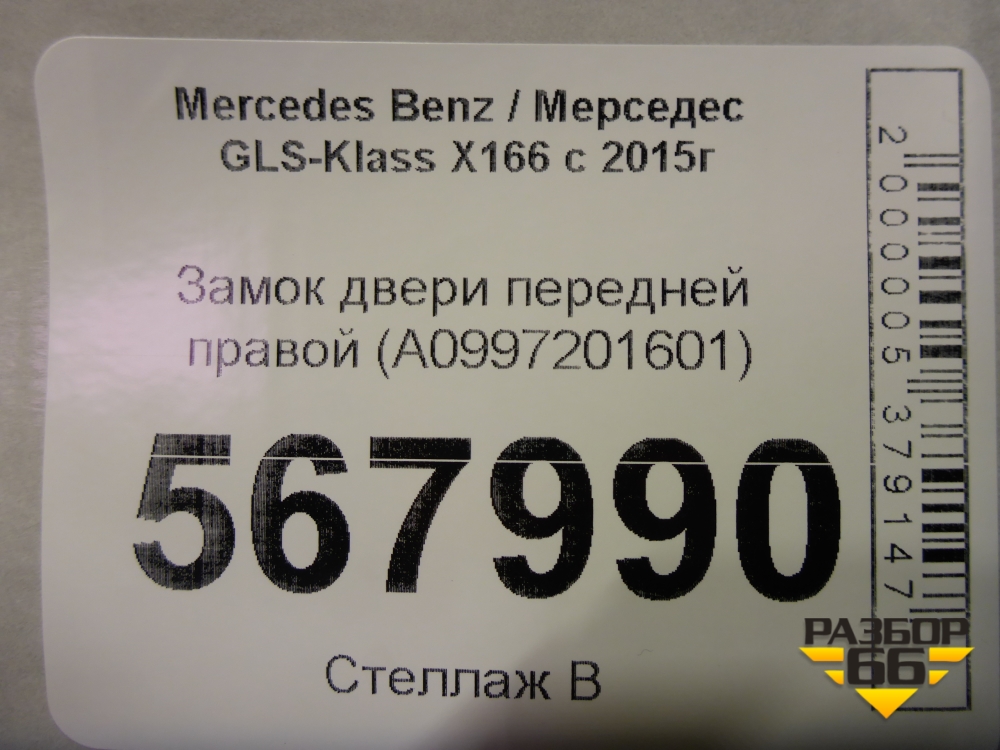 Mercedes Benz / Мерседес
GLS-Klass X166 с 2015г
Замок двери передней
правой (A0997201601)
567990
Стеллаж В
2000005379147
РАЗБОР
66